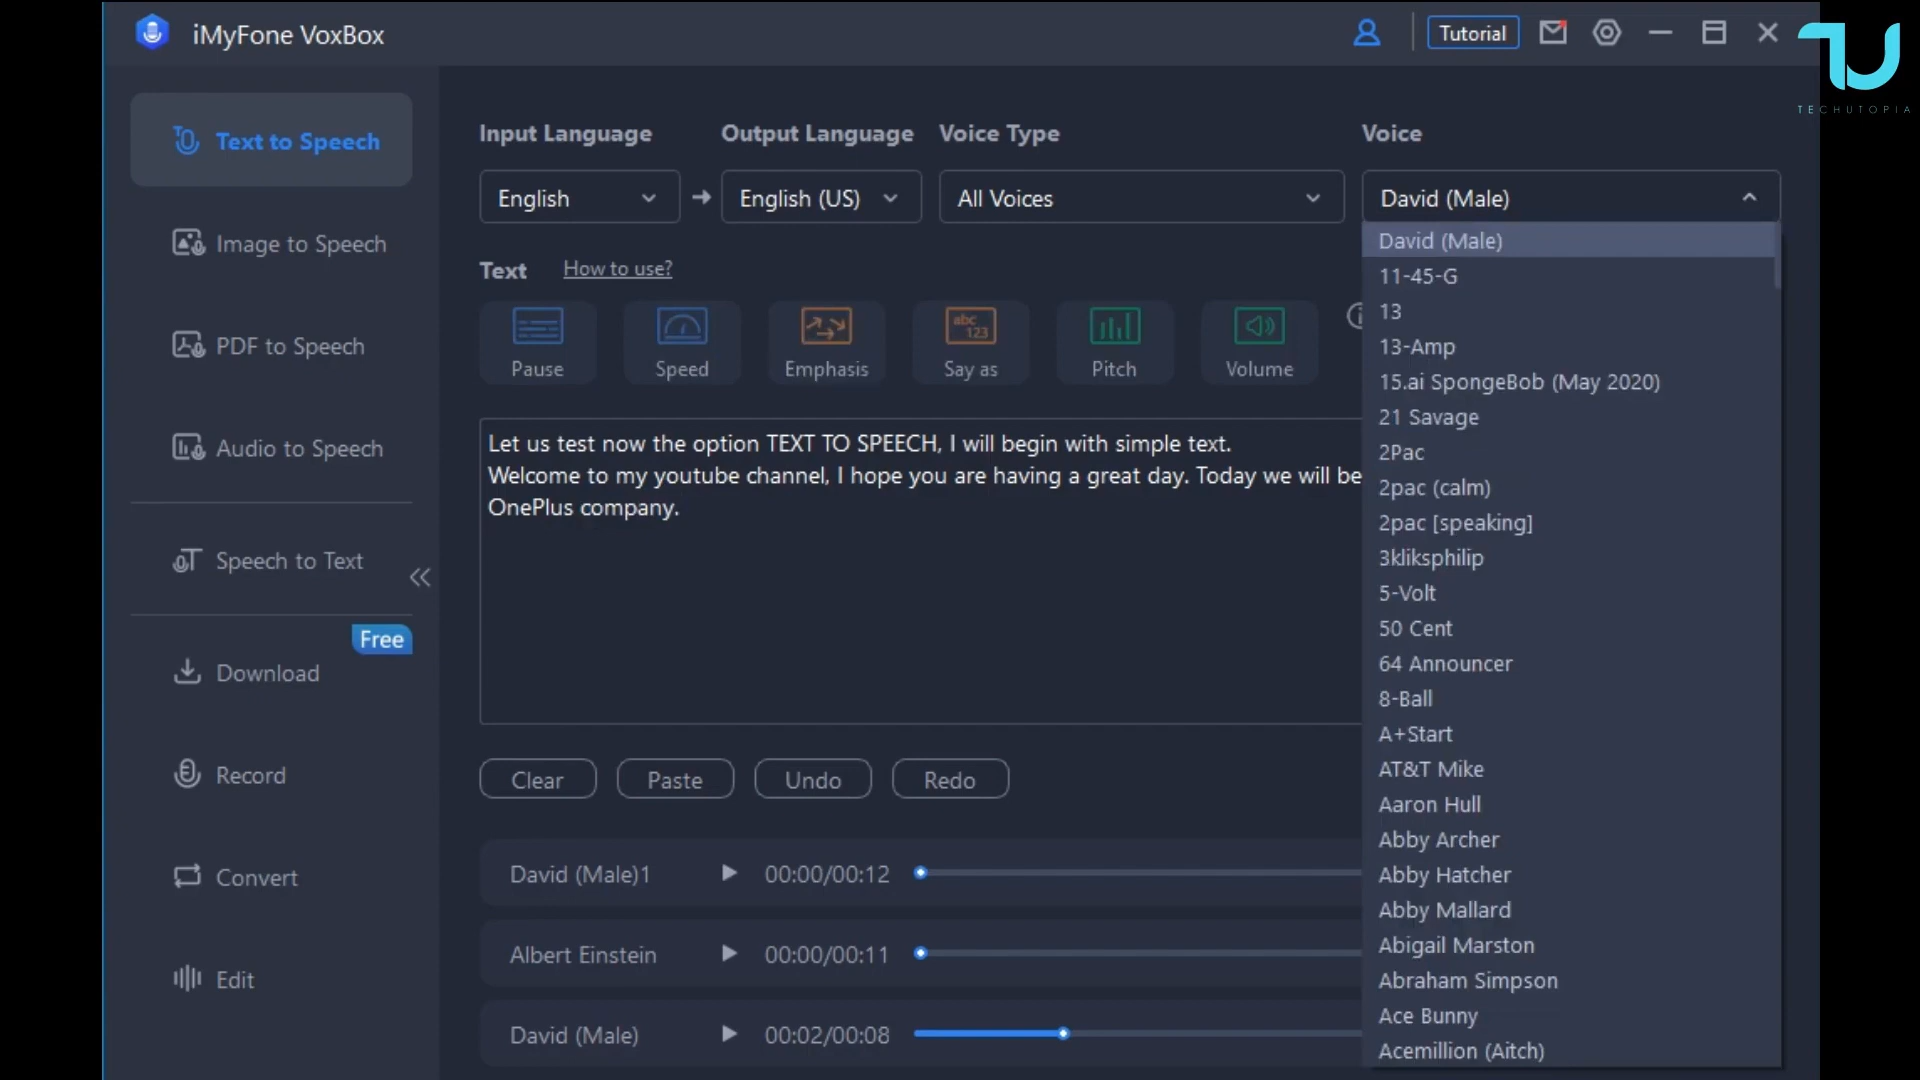 iMyFone VoxBox
Tutorial
TECHUTOPIA
Text to Speech
Image to Speech
PDF to Speech
Audio to Speech
Speech to Text
Free
Download
Record
Convert
Edit
Input Language
Output Language
Voice Type
Voice
English
English (US)
All Voices
David (Male)
Text
How to use?
Pause
Speed
Emphasis
abc
123
Say as
Pitch
Volume
Let us test now the option TEXT TO SPEECH, I will begin with simple text.
Welcome to my youtube channel, I hope you are having a great day. Today we will be
OnePlus company.
Clear
Paste
Undo
Redo
David (Male)1
00:00/00:12
Albert Einstein
00:00/00:11
David (Male)
00:02/00:08
David (Male)
11-45-G
13
13-Amp
15.ai SpongeBob (May 2020)
21 Savage
2Pac
2pac (calm)
2pac [speaking]
3kliksphilip
5-Volt
50 Cent
64 Announcer
8-Ball
A+Start
AT&T Mike
Aaron Hull
Abby Archer
Abby Hatcher
Abby Mallard
Abigail Marston
Abraham Simpson
Ace Bunny
Acemillion (Aitch)